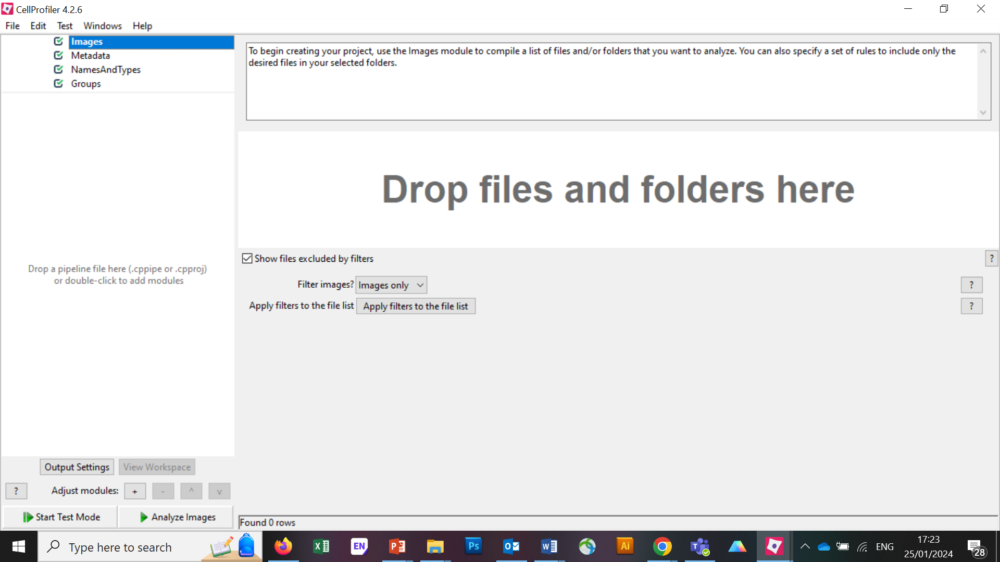 CellProfiler 4.2.6
File Edit Test Windows Help
Images
Metadata
NamesAndTypes
Groups
To begin creating your project, use the Images module to compile a list of files and/or folders that you want to analyze. You can also specify a set of rules to include only the
desired files in your selected folders.
Drop files and folders here
Drop a pipeline file here (.cppipe or .cpproj)
or double-click to add modules
Show files excluded by filters
?
Filter images? Images only
?
Apply filters to the file list Apply filters to the file list
?
Output Settings View Workspace
? Adjust modules: + - ^ v
Start Test Mode Analyze Images
Found 0 rows
Type here to search
EN
Ps
Ai
ENG
17:23
25/01/2024
28